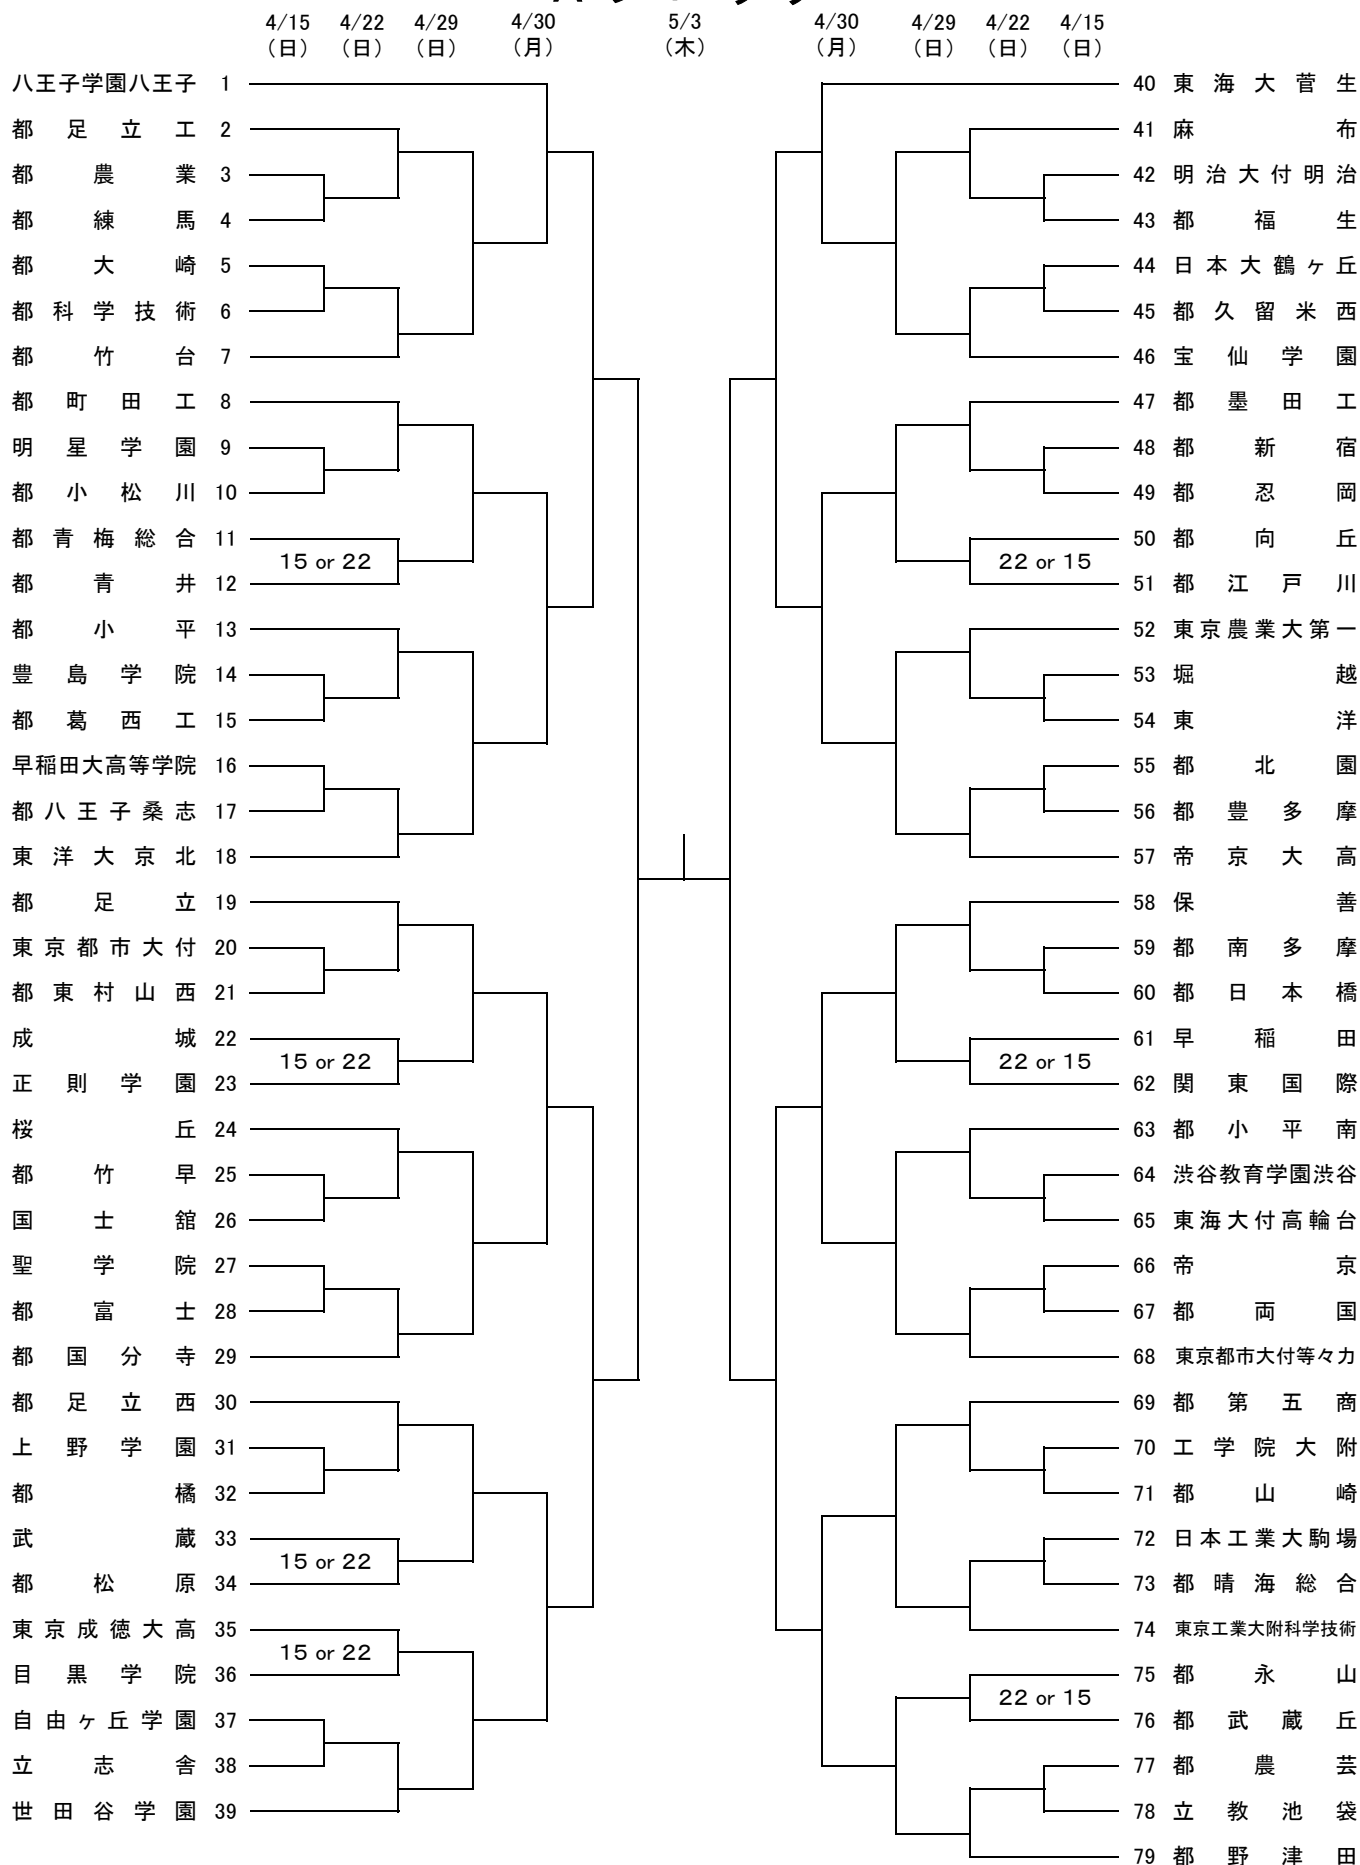 4/15 4/22 4/29 4/30 5/3 4/30 4/29 4/22 4/15
(日) (日) (日) (月) (木) (月) (日) (日) (日)
八王子学園八王子 1 40 東海大菅生
都足立工 2 41 麻布
都農業 3 42 明治大付明治
都練馬 4 43 都福生
都大崎 5 44 日本大鶴ヶ丘
都科学技術 6 45 都久留米西
都竹台 7 46 宝仙学園
都町田工 8 47 都墨田工
明星学園 9 48 都新宿
都小松川 10 49 都忍岡
都青梅総合 11 50 都向丘
15 or 22 22 or 15
都青井 12 51 都江戸川
都小平 13 52 東京農業大第一
豊島学院 14 53 堀越
都葛西工 15 54 東洋
早稲田大高等学院 16 55 都北園
都八王子桑志 17 56 都豊多摩
東洋大京北 18 57 帝京大高
都足立 19 58 保善
東京都市大付 20 59 都南多摩
都東村山西 21 60 都日本橋
成城 22 61 早稲田
15 or 22 22 or 15
正則学園 23 62 関東国際
桜丘 24 63 都小平南
都竹早 25 64 渋谷教育学園渋谷
国士舘 26 65 東海大付高輪台
聖学院 27 66 帝京
都富士 28 67 都両国
都国分寺 29 68 東京都市大付等々力
都足立西 30 69 都第五商
上野学園 31 70 工学院大附
都橘 32 71 都山崎
武蔵 33 72 日本工業大駒場
15 or 22
都松原 34 73 都晴海総合
東京成徳大高 35 74 東京工業大附科学技術
15 or 22
目黒学院 36 75 都永山
22 or 15
自由ヶ丘学園 37 76 都武蔵丘
立志舎 38 77 都農芸
世田谷学園 39 78 立教池袋
79 都野津田